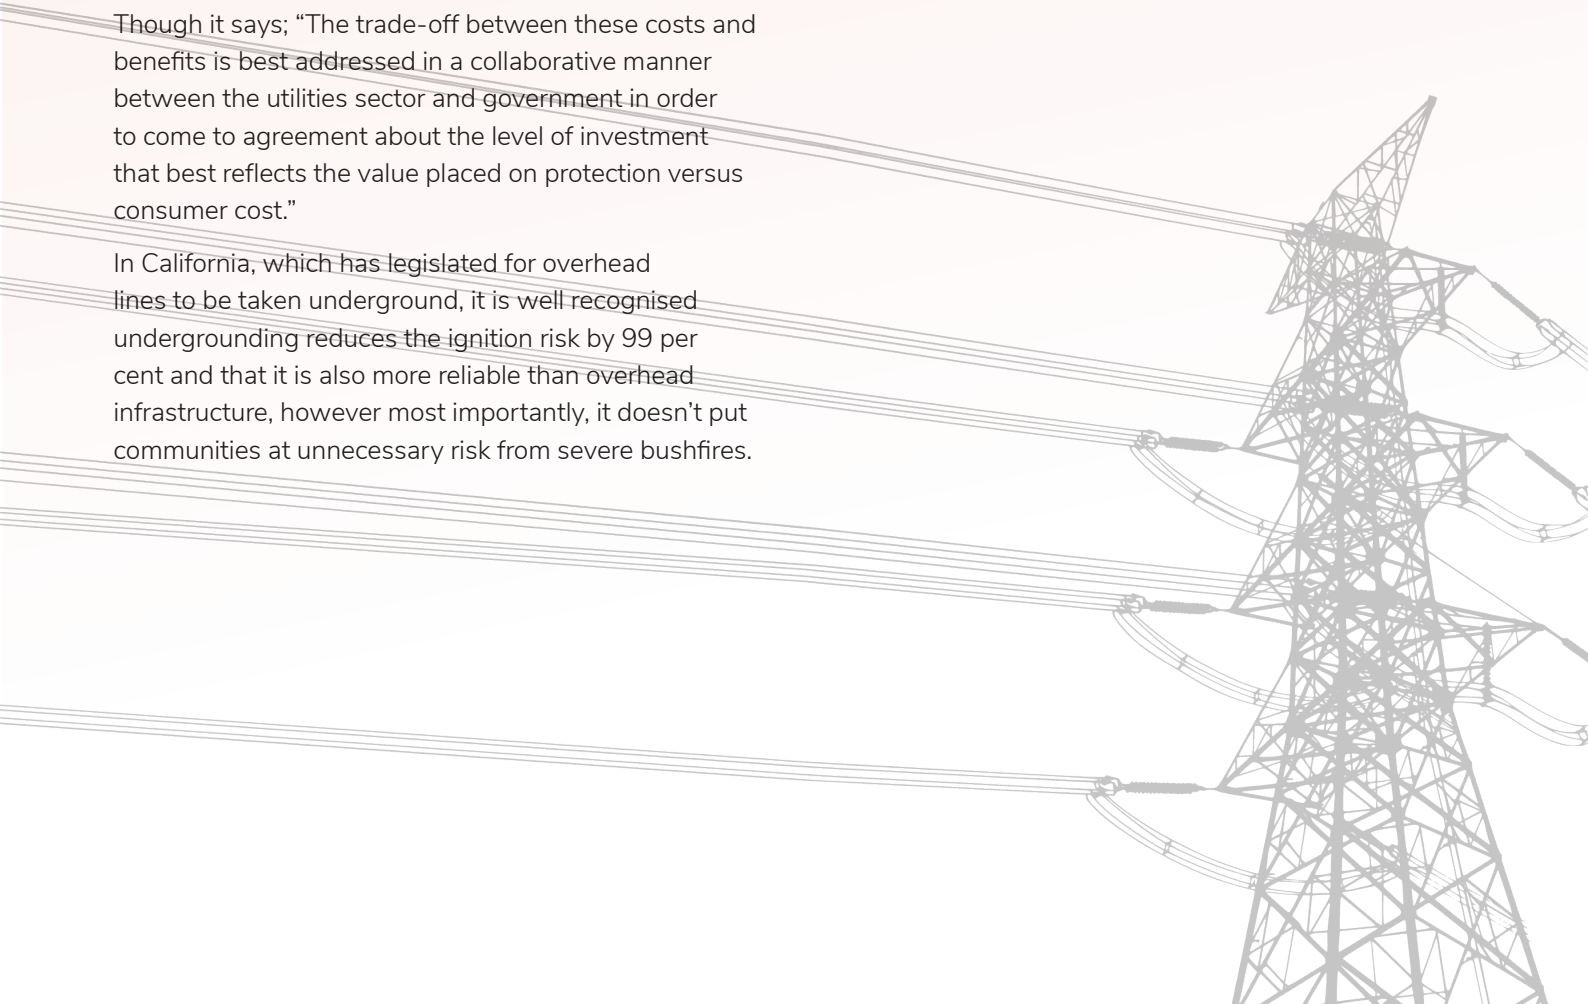 Though it says; “The trade-off between these costs and
benefits is best addressed in a collaborative manner
between the utilities sector and government in order
to come to agreement about the level of investment
that best reflects the value placed on protection versus
consumer cost.”
In California, which has legislated for overhead
lines to be taken underground, it is well recognised
undergrounding reduces the ignition risk by 99 per
cent and that it is also more reliable than overhead
infrastructure, however most importantly, it doesn’t put
communities at unnecessary risk from severe bushfires.